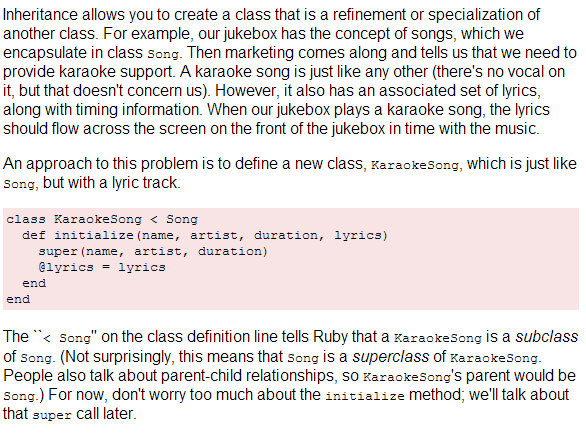 Inheritance allows you to create a class that is a refinement or specialization of
another class. For example, our jukebox has the concept of songs, which we
encapsulate in class Song. Then marketing comes along and tells us that we need to
provide karaoke support. A karaoke song is just like any other (there's no vocal on
it, but that doesn't concern us). However, it also has an associated set of lyrics,
along with timing information. When our jukebox plays a karaoke song, the lyrics
should flow across the screen on the front of the jukebox in time with the music.
An approach to this problem is to define a new class, KaraokeSong, which is just like
Song, but with a lyric track.
class KaraokeSong < Song
  def initialize(name, artist, duration, lyrics)
    super(name, artist, duration)
    @lyrics = lyrics
  end
end
The ``< Song'' on the class definition line tells Ruby that a KaraokeSong is a subclass
of Song. (Not surprisingly, this means that Song is a superclass of KaraokeSong.
People also talk about parent-child relationships, so KaraokeSong's parent would be
Song.) For now, don't worry too much about the initialize method; we'll talk about
that super call later.